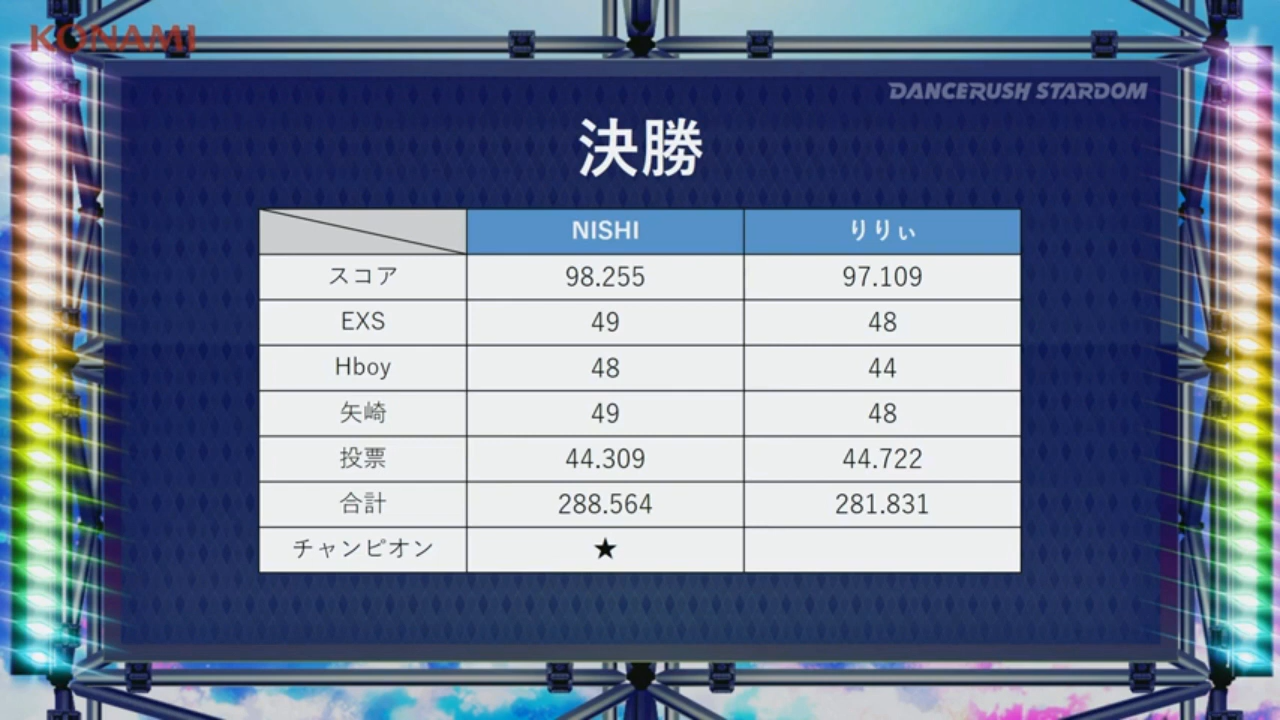 KONAMI
DANCERUSH STARDOM
決勝
NISHI りりぃ
スコア 98.255 97.109
EXS 49 48
Hboy 48 44
矢崎 49 48
投票 44.309 44.722
合計 288.564 281.831
チャンピオン ★